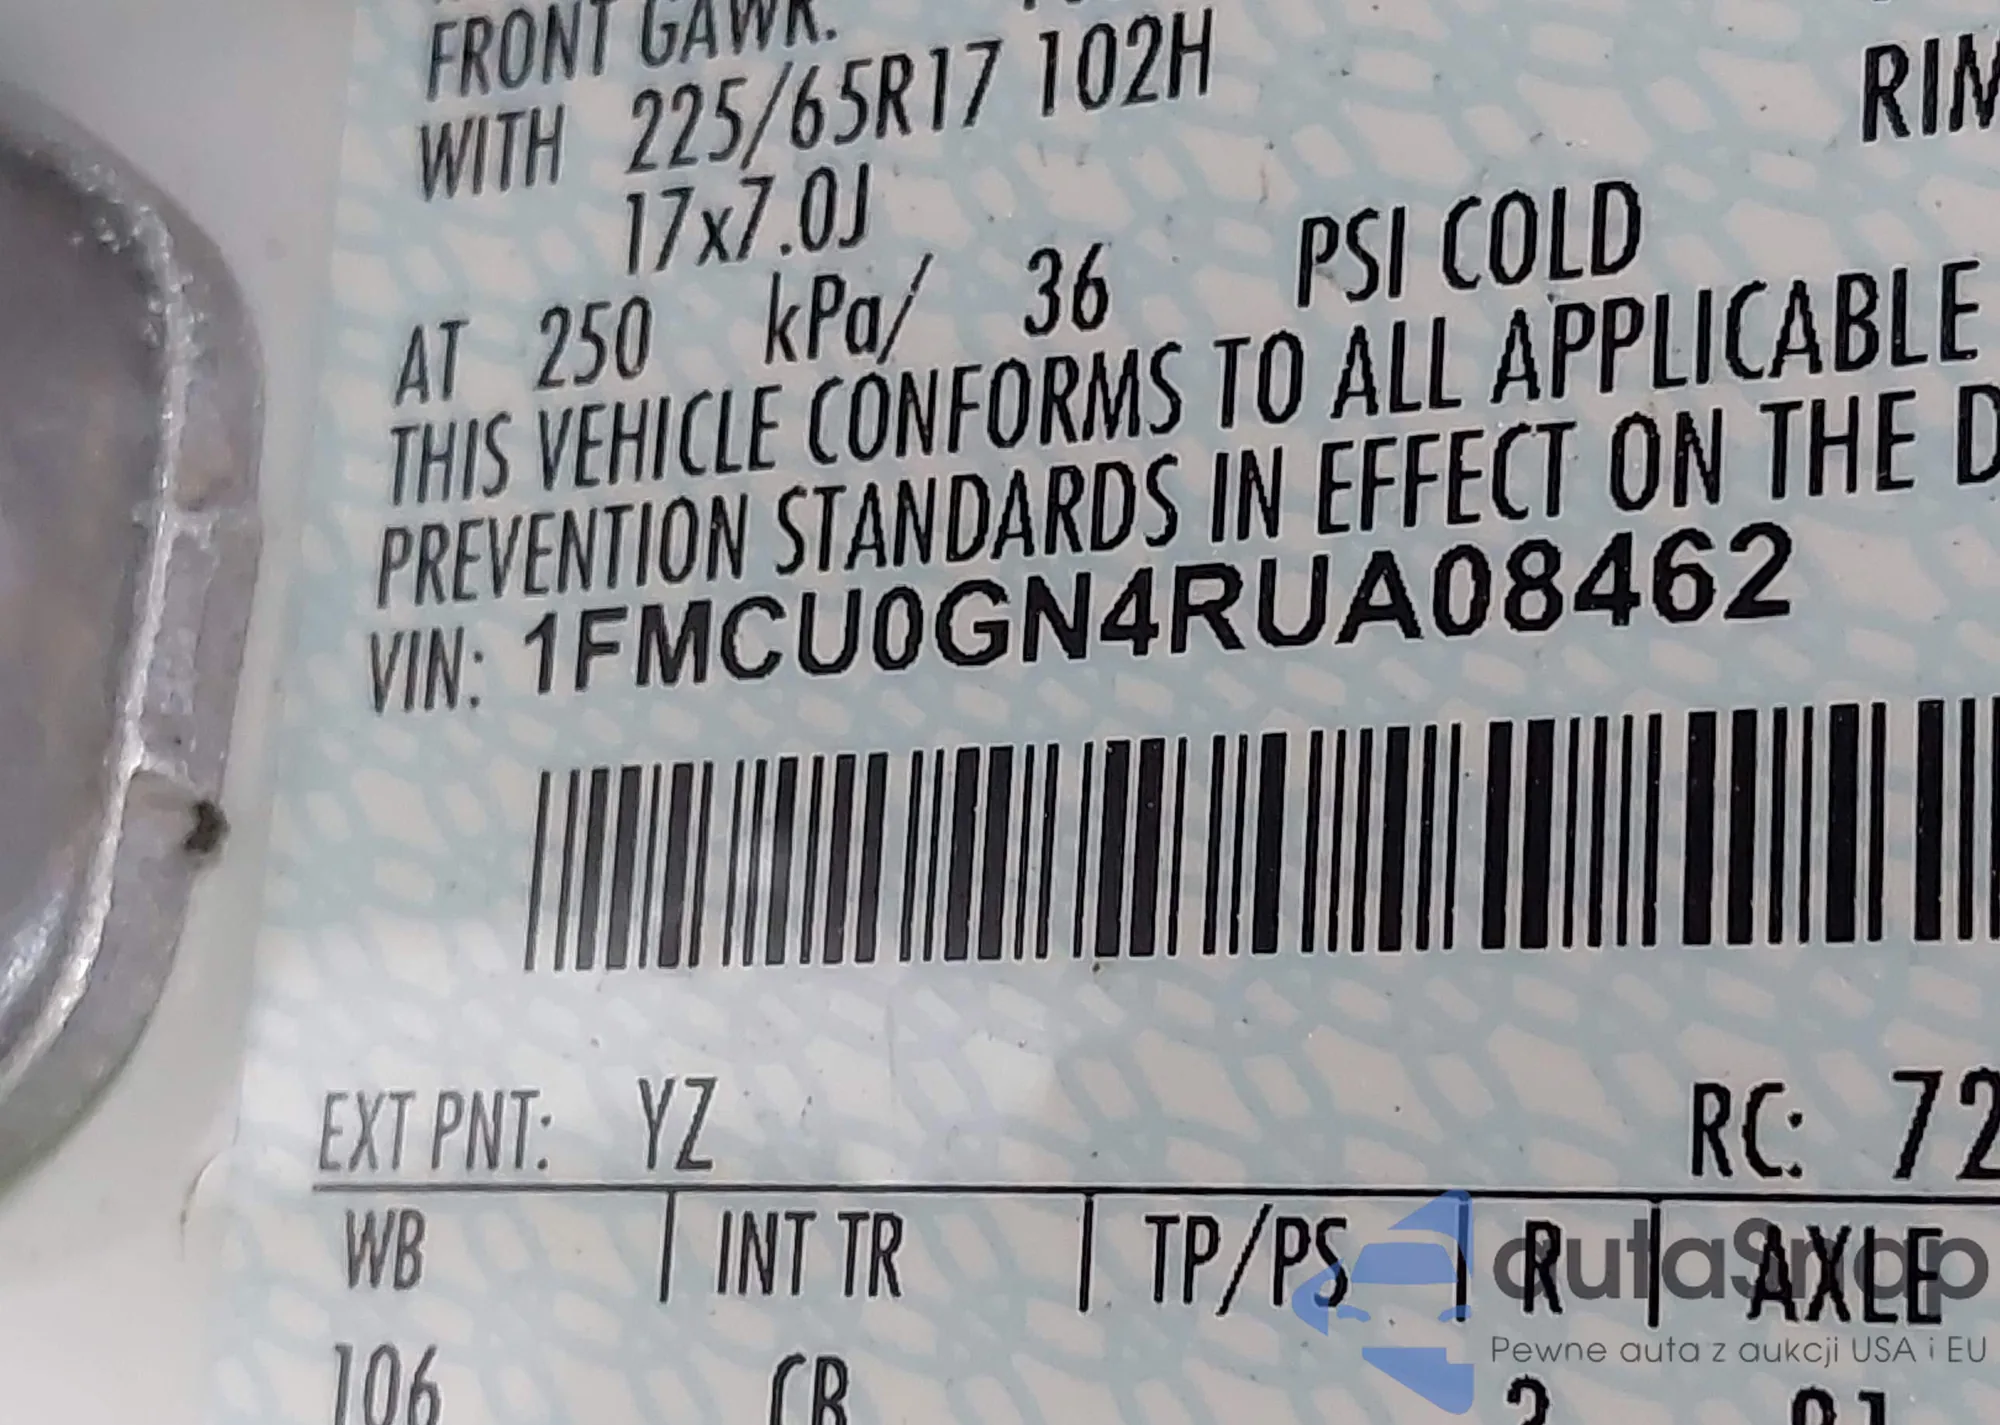 FRONT GAWR:
WITH 225/65R17 102H
RIM
17x7.0J
AT 250 kPa/ 36 PSI COLD
THIS VEHICLE CONFORMS TO ALL APPLICABLE
PREVENTION STANDARDS IN EFFECT ON THE D
VIN: 1FMCU0GN4RUA08462
EXT PNT: YZ RC: 72
WB | INT TR | TP/PS | R | AXLE
autaSnap
Pewne auta z aukcji USA i EU
106 CB